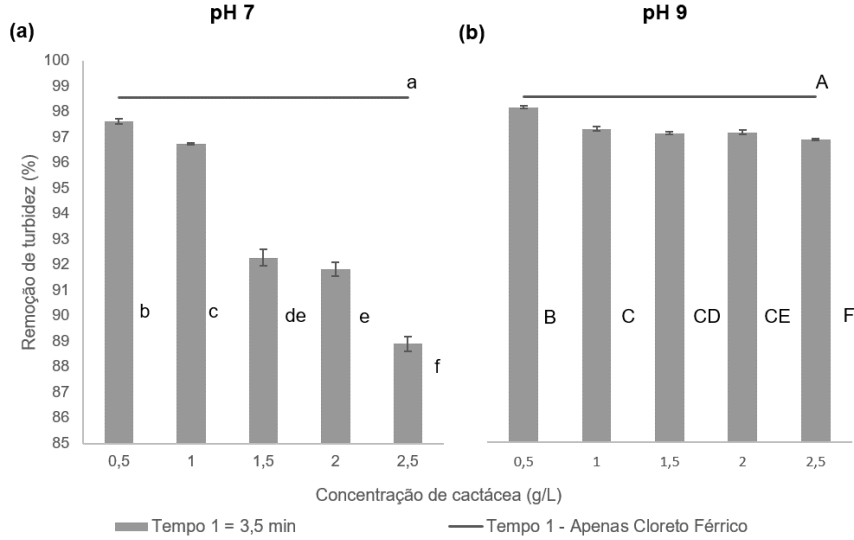 pH 7
pH 9
(a)
(b)
100
99
98
97
96
95
94
93
92
91
90
89
88
87
86
85
Remoção de turbidez (%)
a
b
c
de
e
f
A
B
C
CD
CE
F
0,5 1 1,5 2 2,5
0,5 1 1,5 2 2,5
Concentração de cactácea (g/L)
Tempo 1 = 3,5 min
Tempo 1 - Apenas Cloreto Férrico